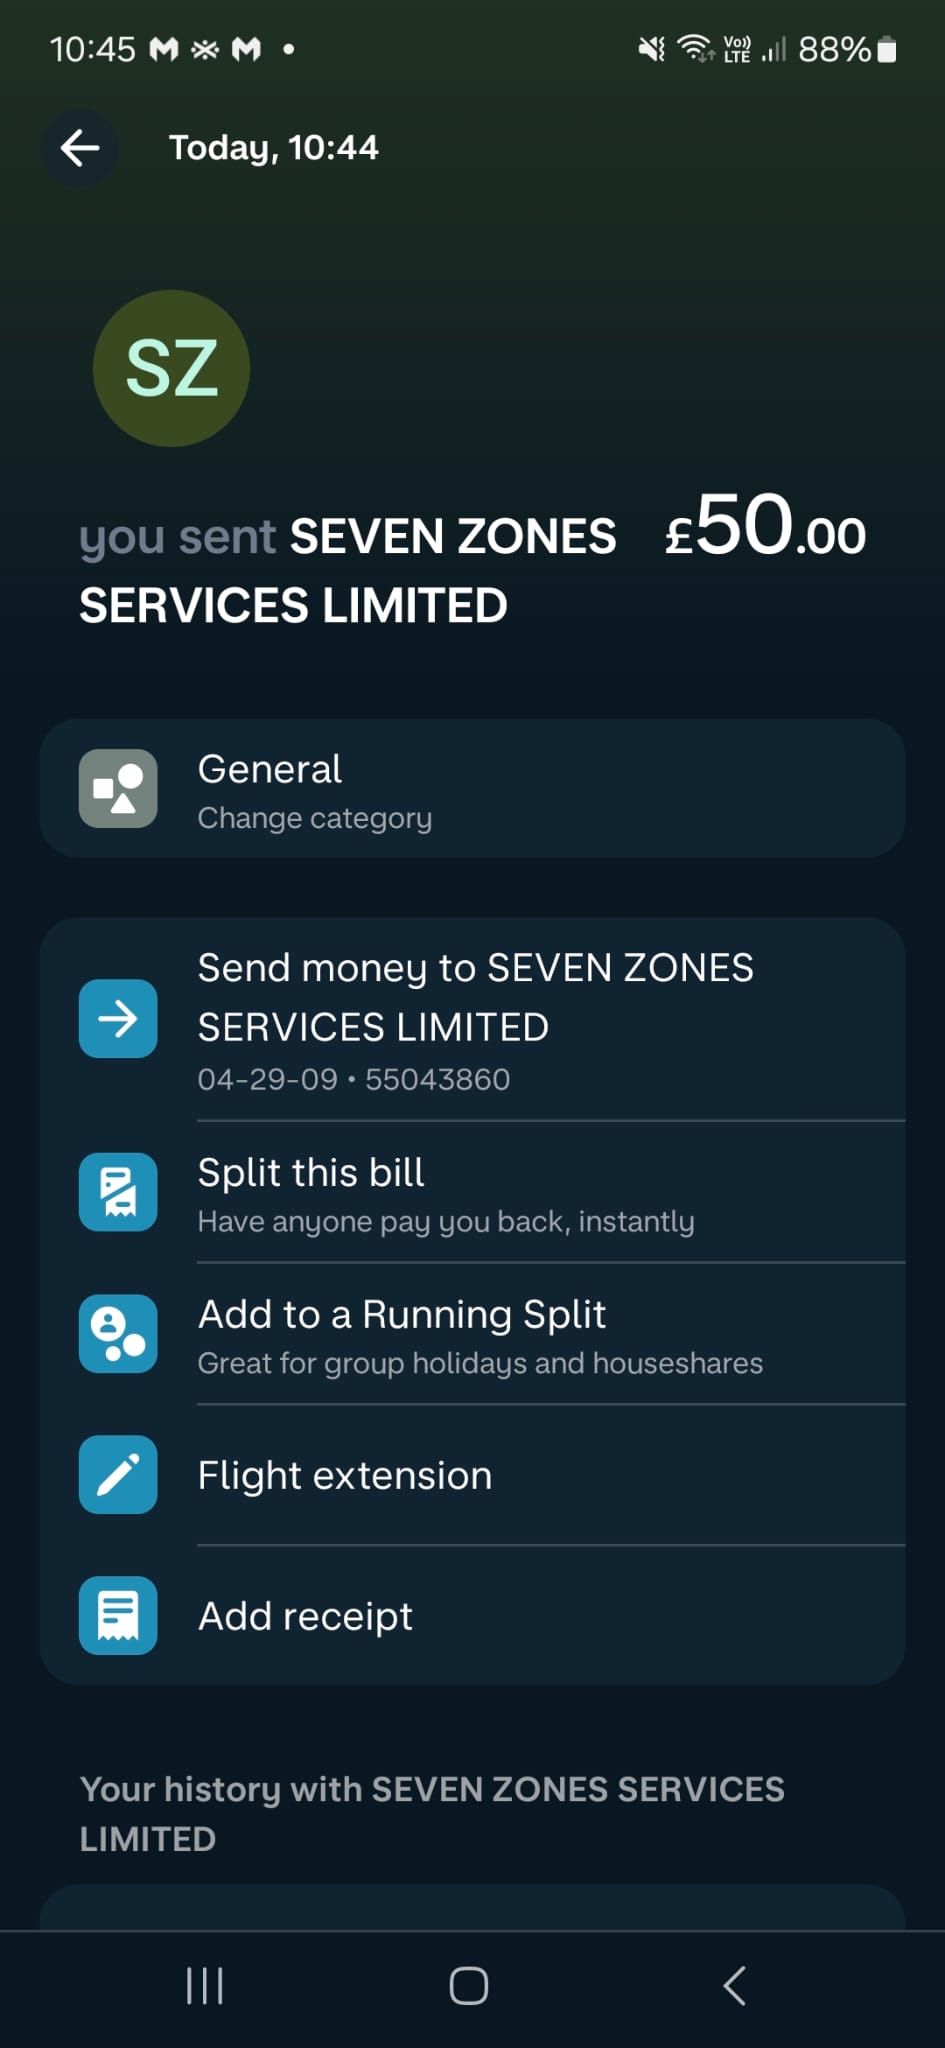 10:45
Vo)) LTE 88%
Today, 10:44
SZ
you sent SEVEN ZONES £50.00
SERVICES LIMITED
General
Change category
Send money to SEVEN ZONES
SERVICES LIMITED
04-29-09 • 55043860
Split this bill
Have anyone pay you back, instantly
Add to a Running Split
Great for group holidays and houseshares
Flight extension
Add receipt
Your history with SEVEN ZONES SERVICES
LIMITED